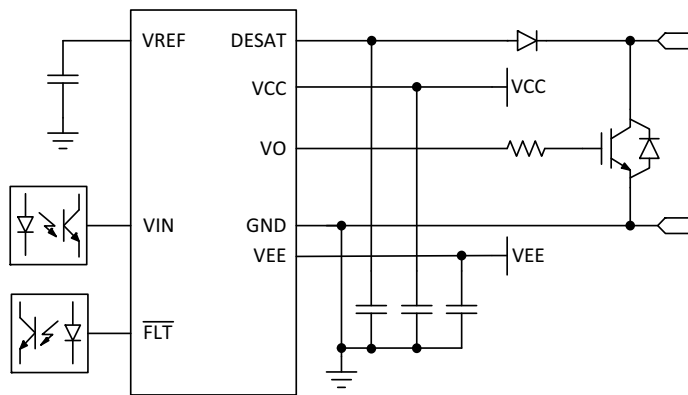 VREF
DESAT
VCC
VCC
VO
VIN
GND
VEE
VEE
FLT